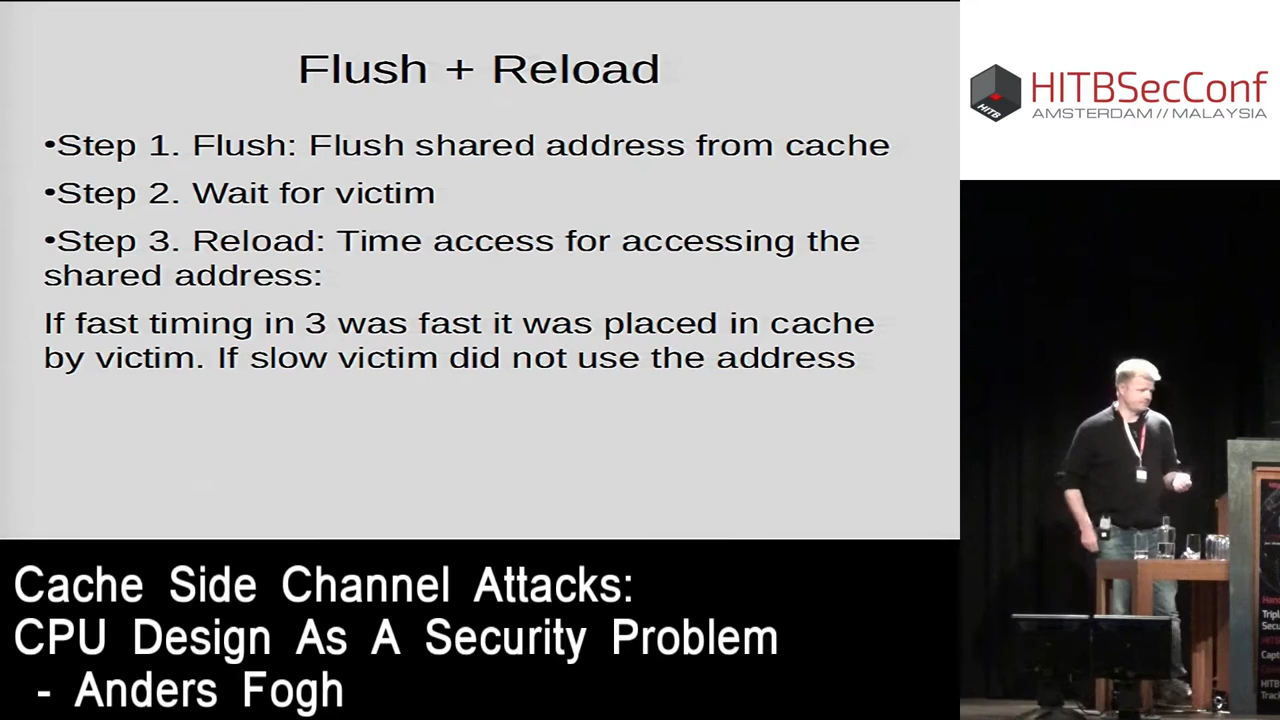 Flush + Reload
•Step 1. Flush: Flush shared address from cache
•Step 2. Wait for victim
•Step 3. Reload: Time access for accessing the
shared address:
If fast timing in 3 was fast it was placed in cache
by victim. If slow victim did not use the address
HITB
HITBSecConf
AMSTERDAM // MALAYSIA
Cache Side Channel Attacks:
CPU Design As A Security Problem
- Anders Fogh